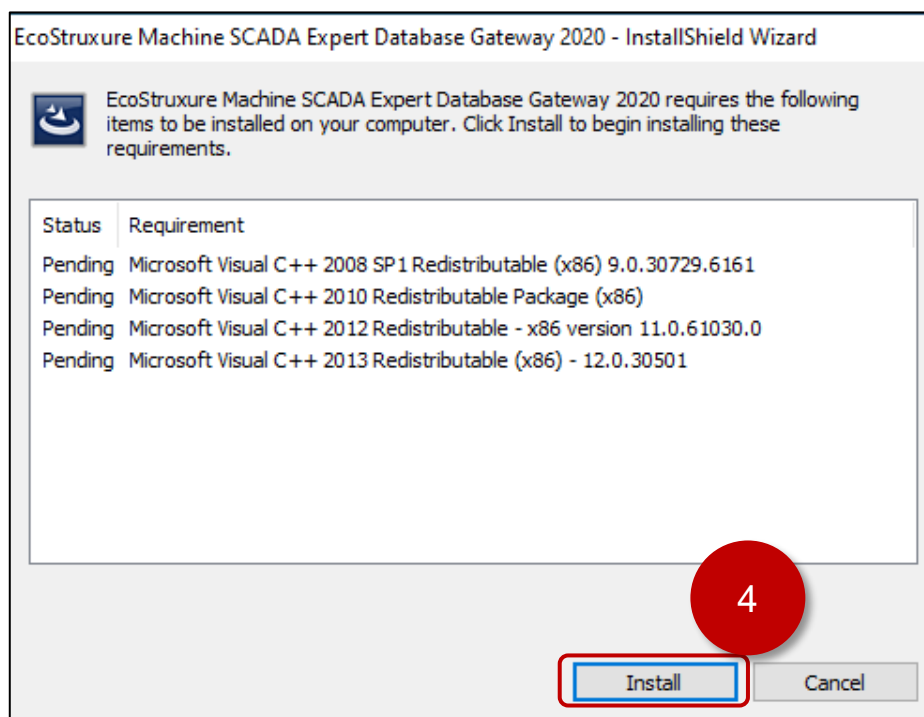 EcoStruxure Machine SCADA Expert Database Gateway 2020 - InstallShield Wizard
EcoStruxure Machine SCADA Expert Database Gateway 2020 requires the following
items to be installed on your computer. Click Install to begin installing these
requirements.
Status Requirement
Pending Microsoft Visual C++ 2008 SP1 Redistributable (x86) 9.0.30729.6161
Pending Microsoft Visual C++ 2010 Redistributable Package (x86)
Pending Microsoft Visual C++ 2012 Redistributable - x86 version 11.0.61030.0
Pending Microsoft Visual C++ 2013 Redistributable (x86) - 12.0.30501
4
Install Cancel